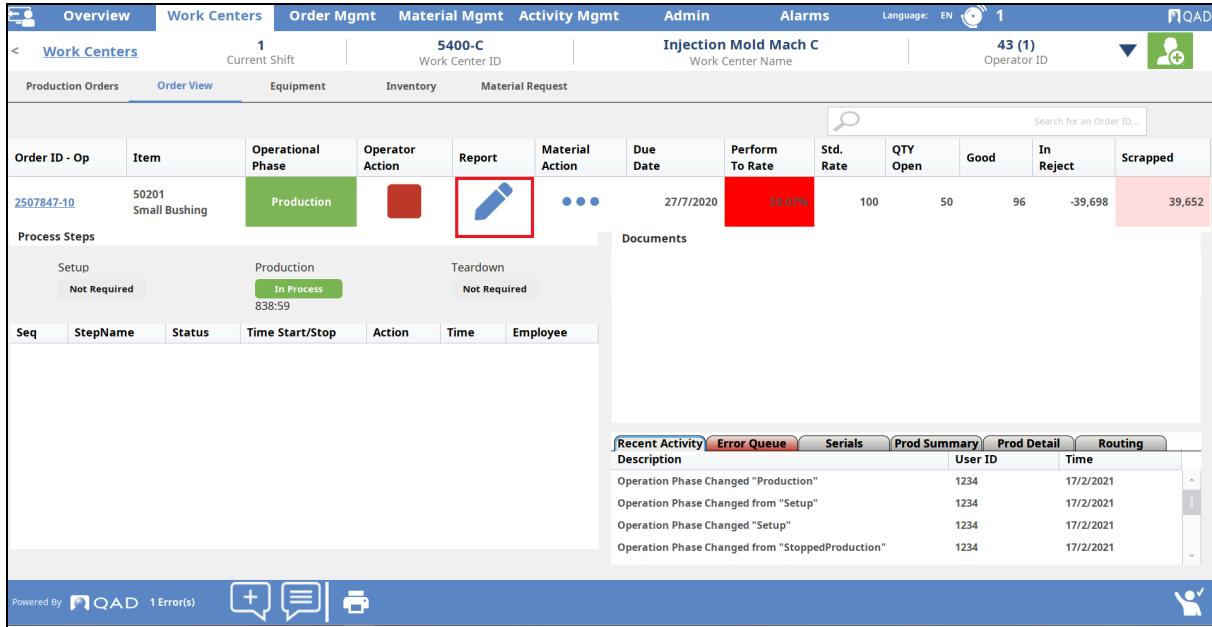 Overview Work Centers Order Mgmt Material Mgmt Activity Mgmt Admin Alarms Language: EN 1 QAD
< Work Centers 1 5400-C Injection Mold Mach C 43 (1)
Current Shift Work Center ID Work Center Name Operator ID
Production Orders Order View Equipment Inventory Material Request
Search for an Order ID...
Order ID - Op Item Operational Phase Operator Action Report Material Action Due Date Perform To Rate Std. Rate QTY Open Good In Reject Scrapped
2507847-10 50201 Small Bushing Production 27/7/2020 100 50 96 -39,698 39,652
Process Steps Documents
Setup Production Teardown
Not Required In Process Not Required
838:59
Seq StepName Status Time Start/Stop Action Time Employee
Recent Activity Error Queue Serials Prod Summary Prod Detail Routing
Description User ID Time
Operation Phase Changed "Production" 1234 17/2/2021
Operation Phase Changed from "Setup" 1234 17/2/2021
Operation Phase Changed "Setup" 1234 17/2/2021
Operation Phase Changed from "StoppedProduction" 1234 17/2/2021
Powered By QAD 1 Error(s)